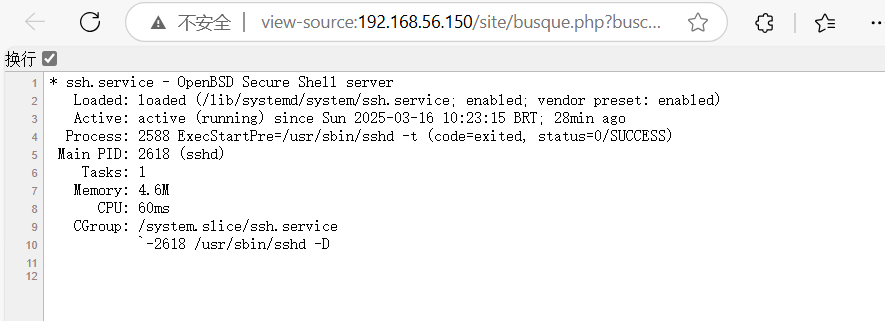 不安全 view-source:192.168.56.150/site/busque.php?busc...
换行
1 * ssh.service - OpenBSD Secure Shell server
2 Loaded: loaded (/lib/systemd/system/ssh.service; enabled; vendor preset: enabled)
3 Active: active (running) since Sun 2025-03-16 10:23:15 BRT; 28min ago
4 Process: 2588 ExecStartPre=/usr/sbin/sshd -t (code=exited, status=0/SUCCESS)
5 Main PID: 2618 (sshd)
6 Tasks: 1
7 Memory: 4.6M
8 CPU: 60ms
9 CGroup: /system.slice/ssh.service
10 `-2618 /usr/sbin/sshd -D
11
12